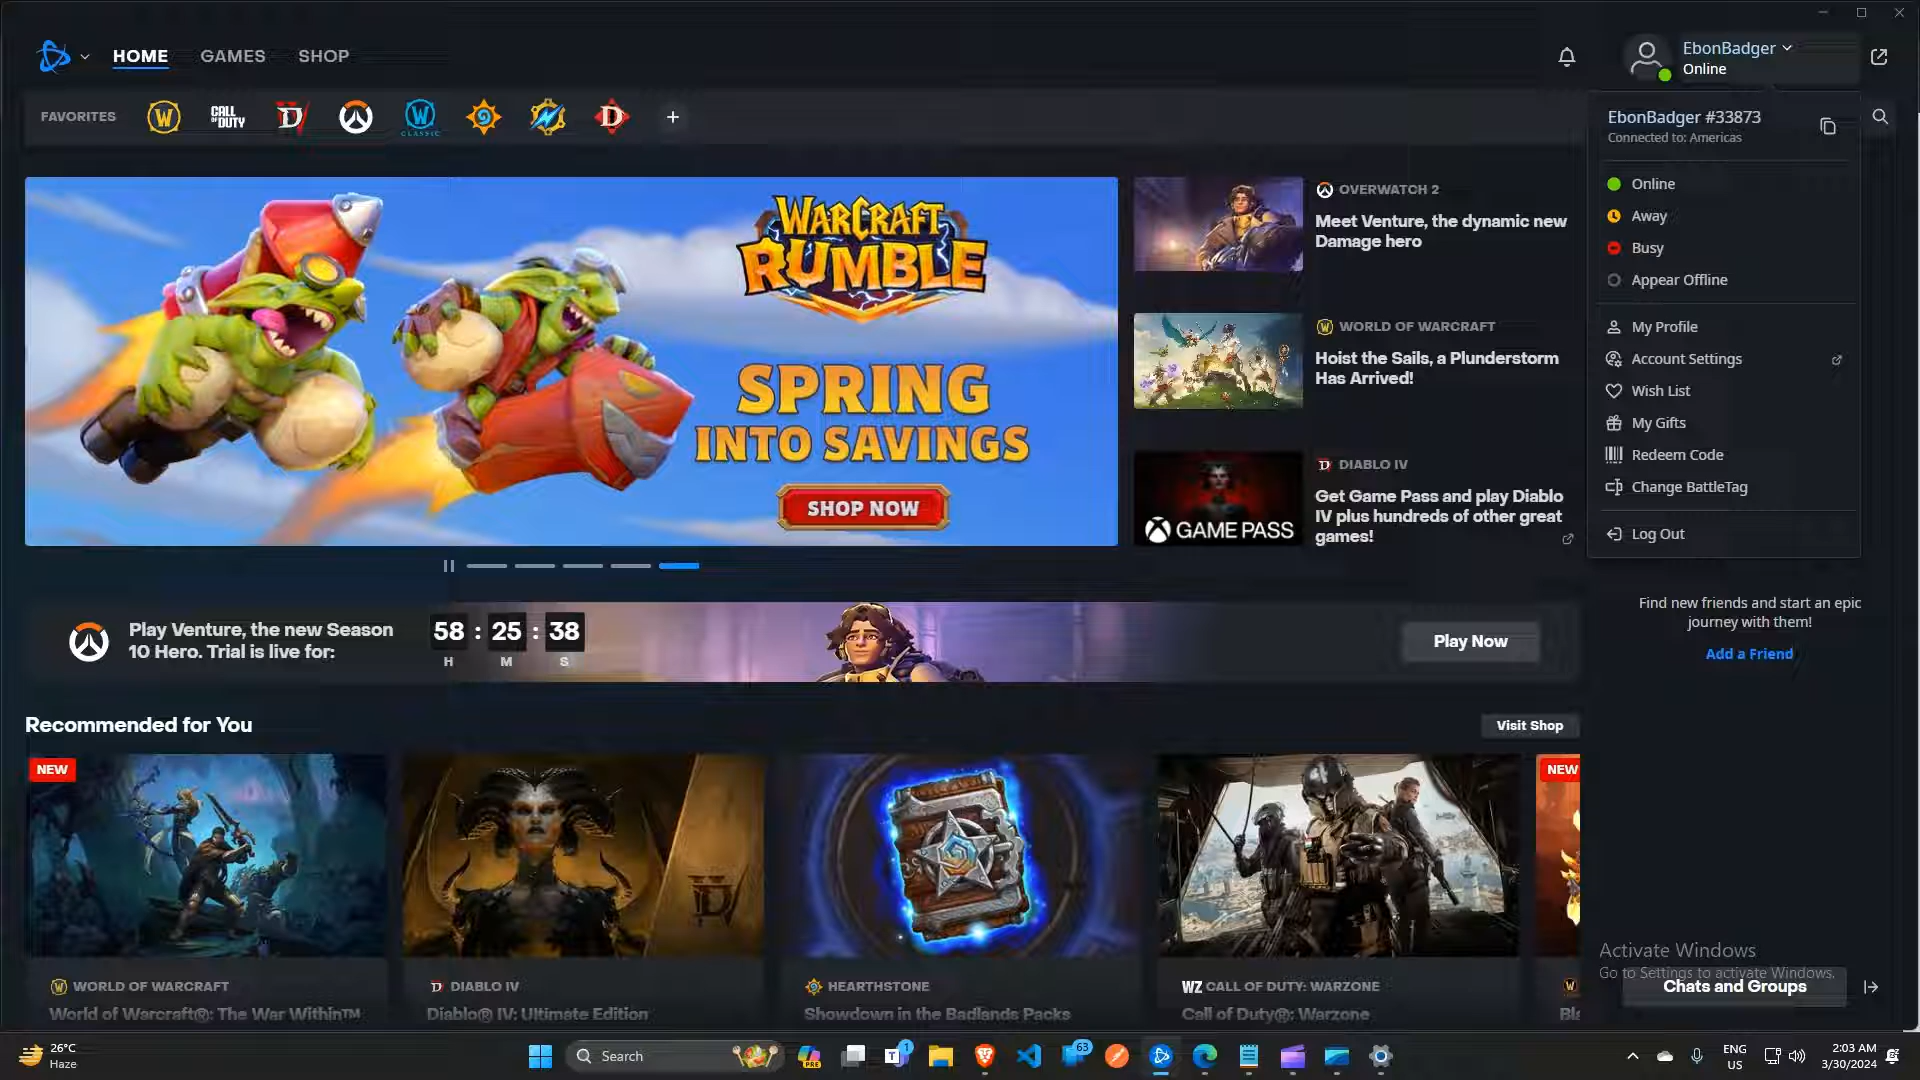 HOME
GAMES
SHOP
EbonBadger
Online
FAVORITES
CALL OF DUTY
CLASSIC
EbonBadger #33873
Connected to: Americas
Online
Away
Busy
Appear Offline
My Profile
Account Settings
Wish List
My Gifts
Redeem Code
Change BattleTag
Log Out
WARCRAFT
RUMBLE
SPRING
INTO SAVINGS
SHOP NOW
OVERWATCH 2
Meet Venture, the dynamic new
Damage hero
WORLD OF WARCRAFT
Hoist the Sails, a Plunderstorm
Has Arrived!
GAME PASS
DIABLO IV
Get Game Pass and play Diablo
IV plus hundreds of other great
games!
Find new friends and start an epic
journey with them!
Add a Friend
Play Venture, the new Season
10 Hero. Trial is live for:
58 : 25 : 38
H M S
Play Now
Recommended for You
Visit Shop
NEW
NEW
WORLD OF WARCRAFT
World of Warcraft®: The War Within™
DIABLO IV
Diablo® IV: Ultimate Edition
HEARTHSTONE
Showdown in the Badlands Packs
WZ CALL OF DUTY: WARZONE
Call of Duty®: Warzone
Activate Windows
Go to Settings to activate Windows.
Chats and Groups
26°C
Haze
Search
PRE
1
63
ENG
US
2:03 AM
3/30/2024